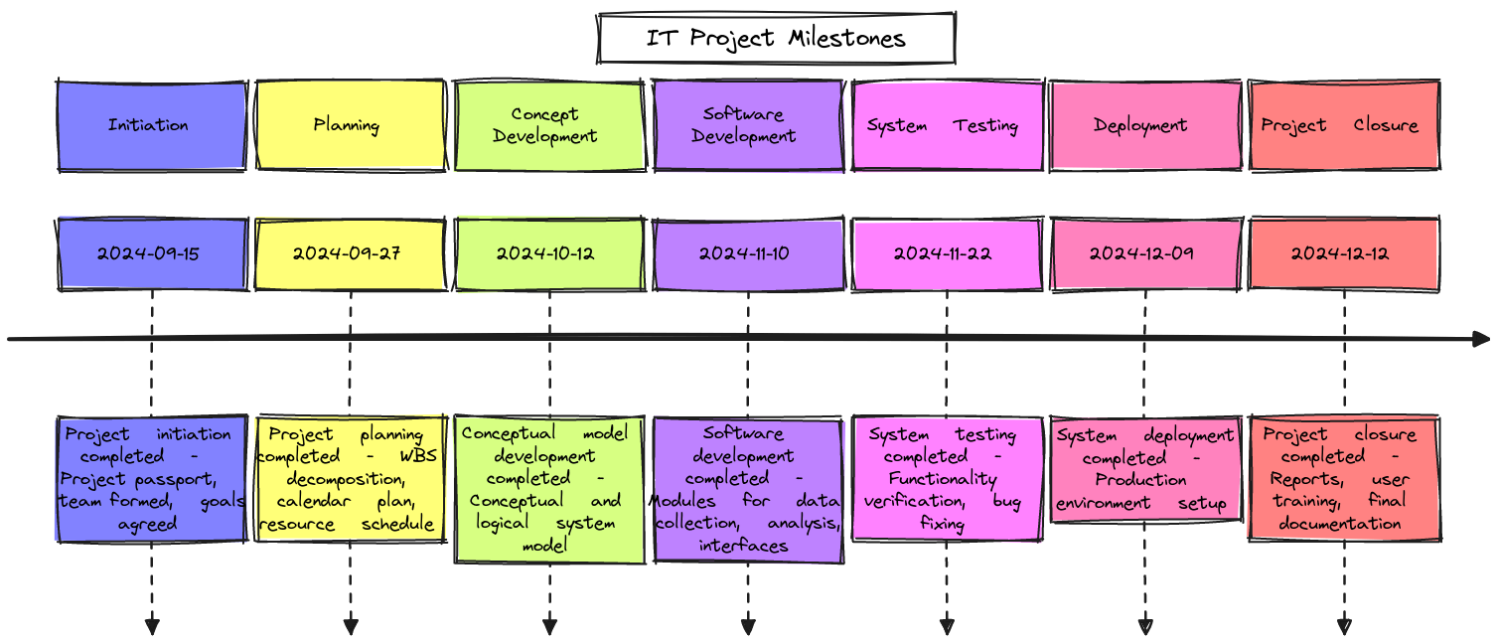 IT Project Milestones
Initiation
Planning
Concept
Development
Software
Development
System Testing
Deployment
Project Closure
2024-09-15
2024-09-27
2024-10-12
2024-11-10
2024-11-22
2024-12-09
2024-12-12
Project initiation
completed -
Project passport,
team formed, goals
agreed
Project planning
completed - WBS
decomposition,
calendar plan,
resource schedule
Conceptual model
development
completed -
Conceptual and
logical system
model
Software
development
completed -
Modules for data
collection, analysis,
interfaces
System testing
completed -
Functionality
verification, bug
fixing
System deployment
completed -
Production
environment setup
Project closure
completed -
Reports, user
training, final
documentation